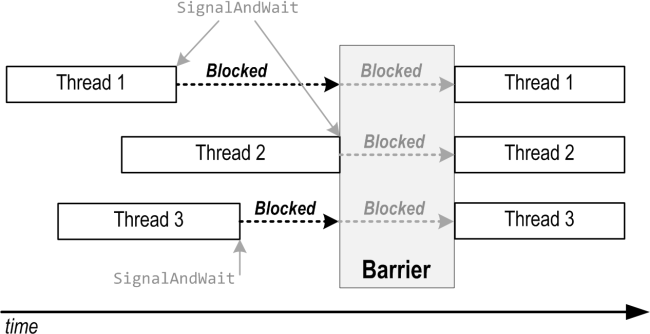 SignalAndWait
Thread 1
Blocked
Blocked
Thread 1
Thread 2
Blocked
Thread 2
Thread 3
Blocked
Blocked
Thread 3
SignalAndWait
Barrier
time